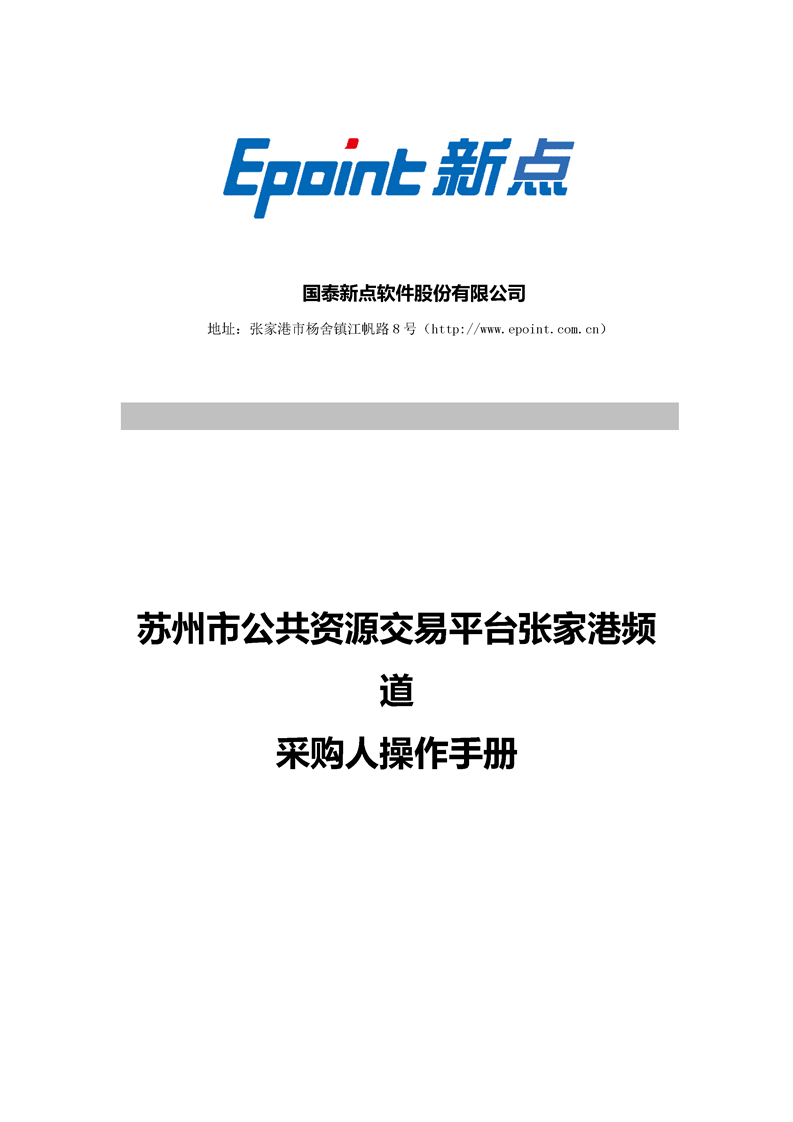 Epoint 新点
国泰新点软件股份有限公司
地址：张家港市杨舍镇江帆路 8 号（http://www.epoint.com.cn）
苏州市公共资源交易平台张家港频
道
采购人操作手册